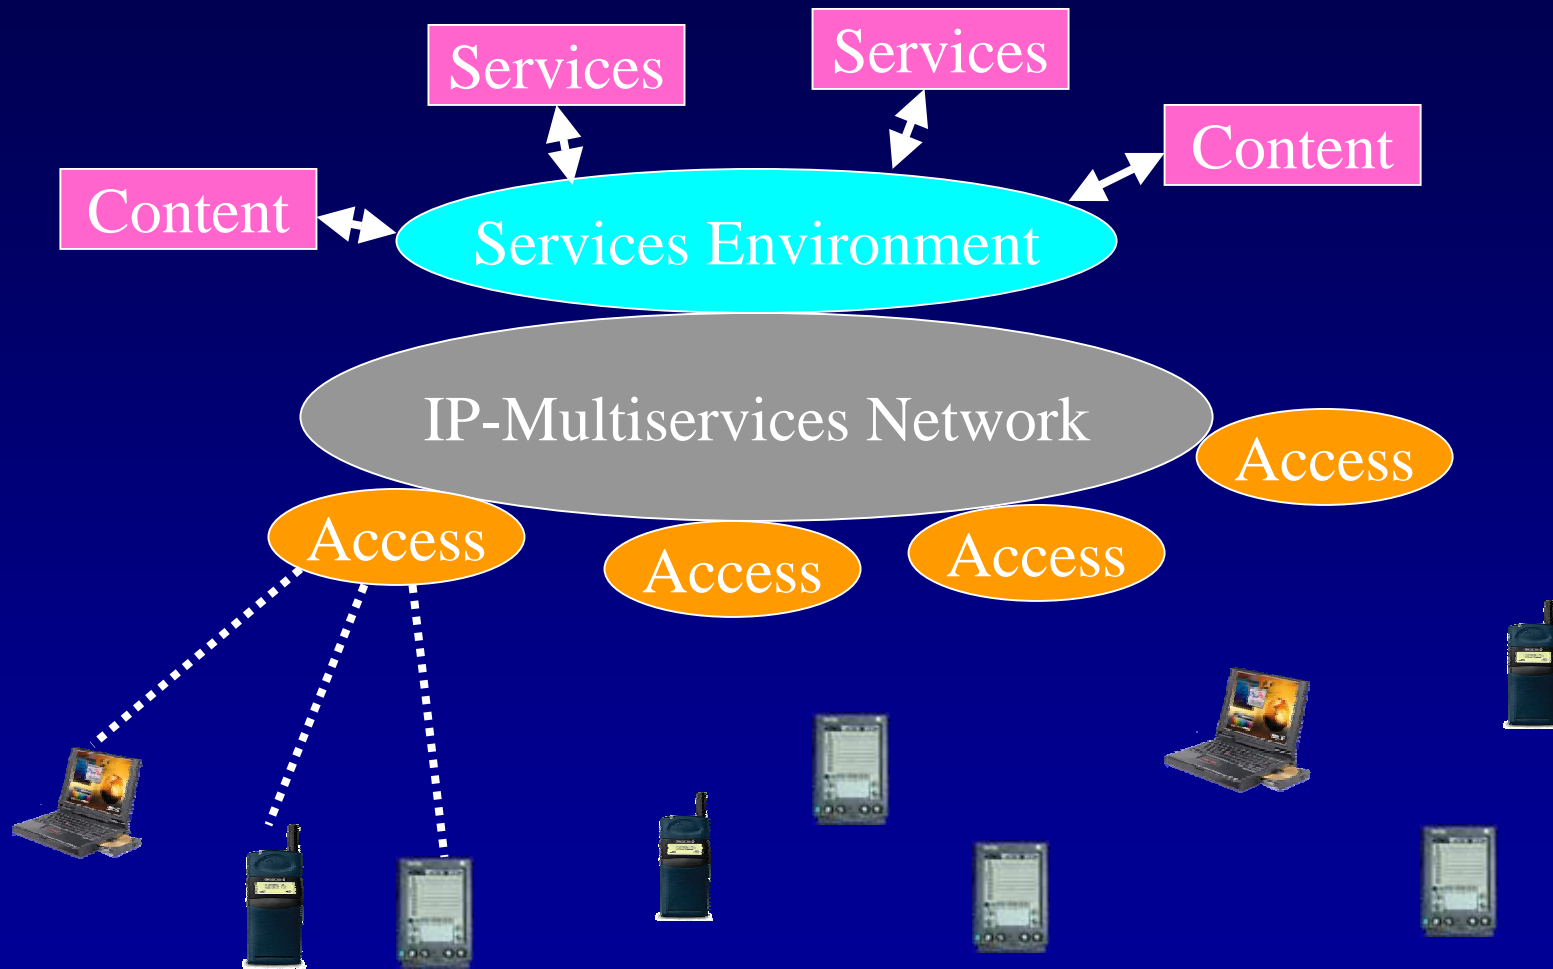 Services
Services
Content
Content
Services Environment
IP-Multiservices Network
Access
Access
Access
Access